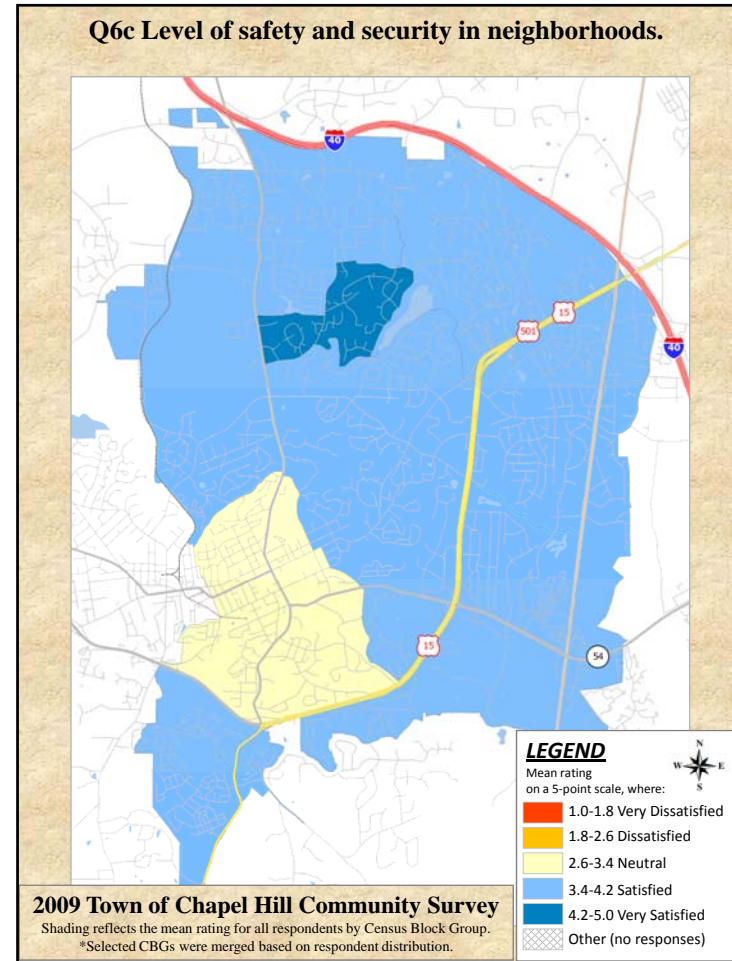 Q6c Level of safety and security in neighborhoods.
40
15
501
40
15
54
LEGEND
N
W E
S
Mean rating
on a 5-point scale, where:
1.0-1.8 Very Dissatisfied
1.8-2.6 Dissatisfied
2.6-3.4 Neutral
3.4-4.2 Satisfied
4.2-5.0 Very Satisfied
Other (no responses)
2009 Town of Chapel Hill Community Survey
Shading reflects the mean rating for all respondents by Census Block Group.
*Selected CBGs were merged based on respondent distribution.